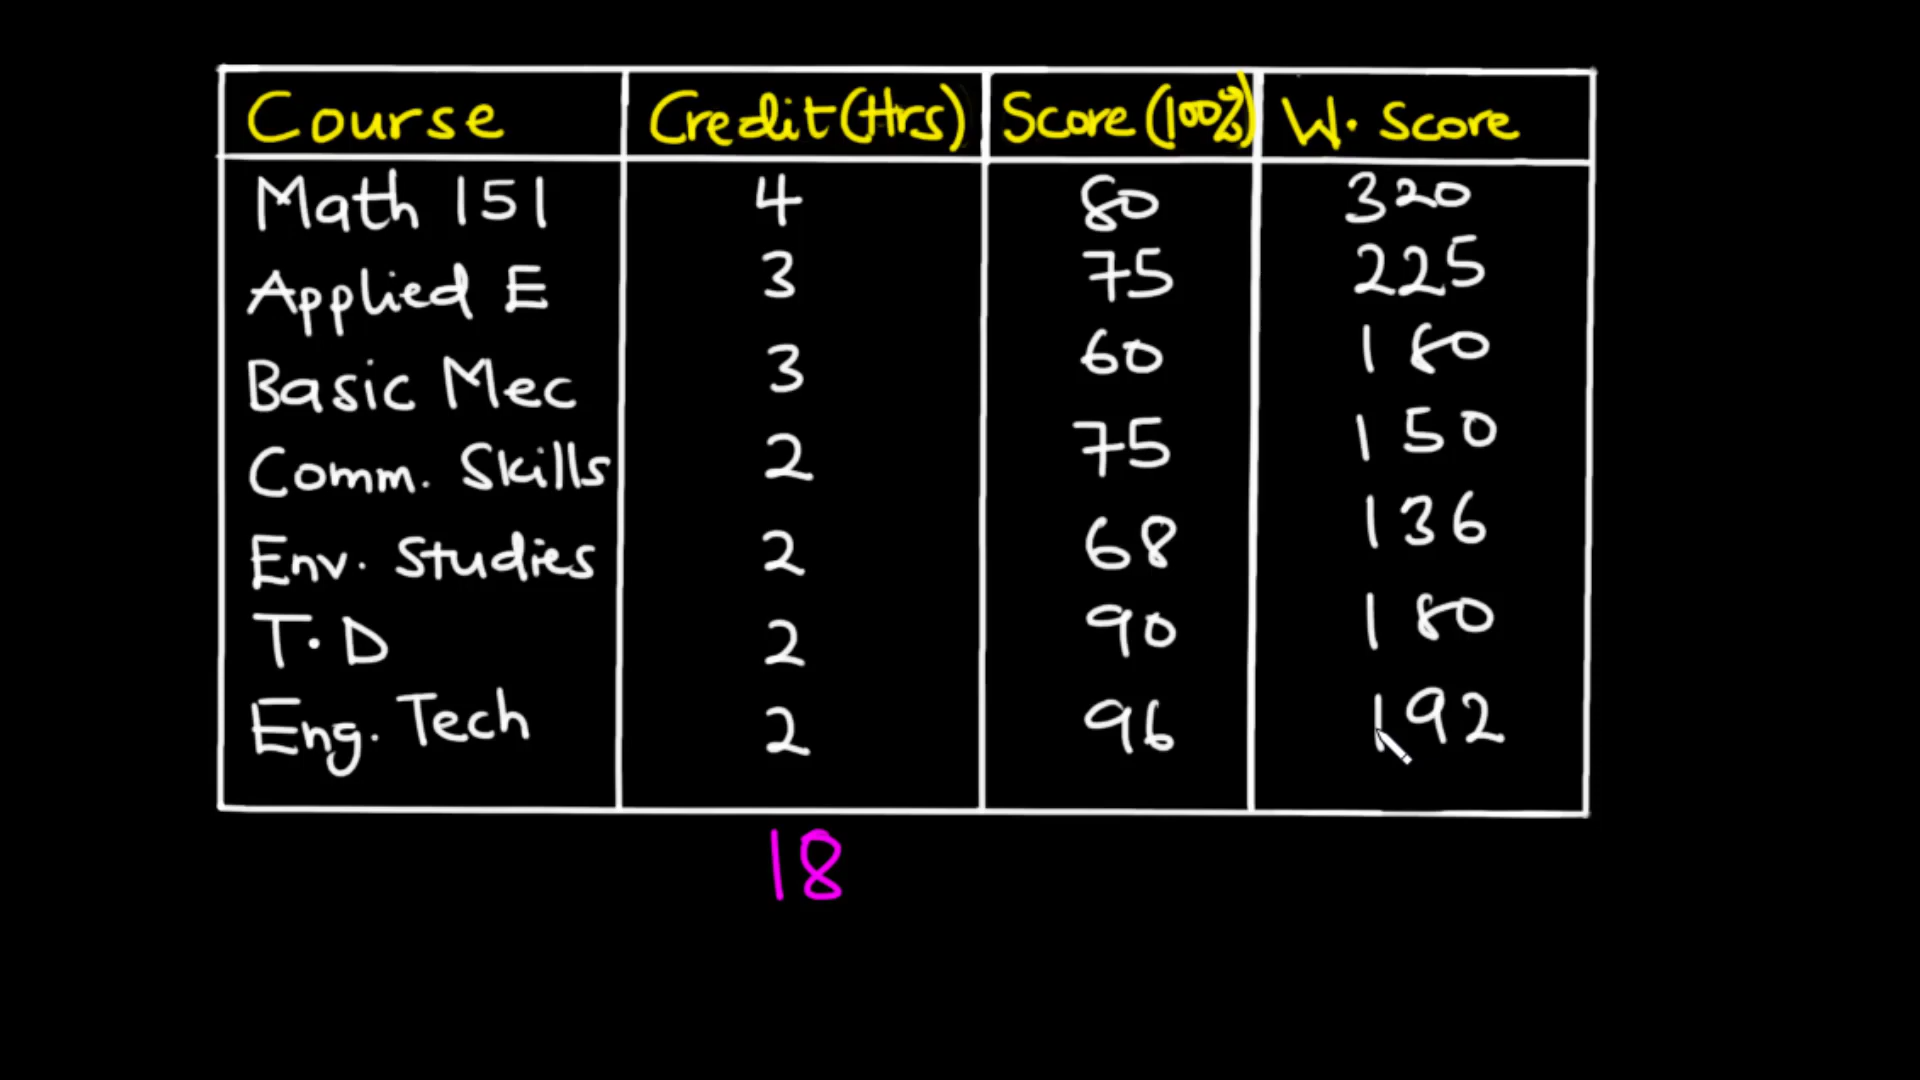 Course Credit(Hrs) Score(100%) W. Score
Math 151 4 80 320
Applied E 3 75 225
Basic Mec 3 60 180
Comm. Skills 2 75 150
Env. Studies 2 68 136
T.D 2 90 180
Eng. Tech 2 96 192
18